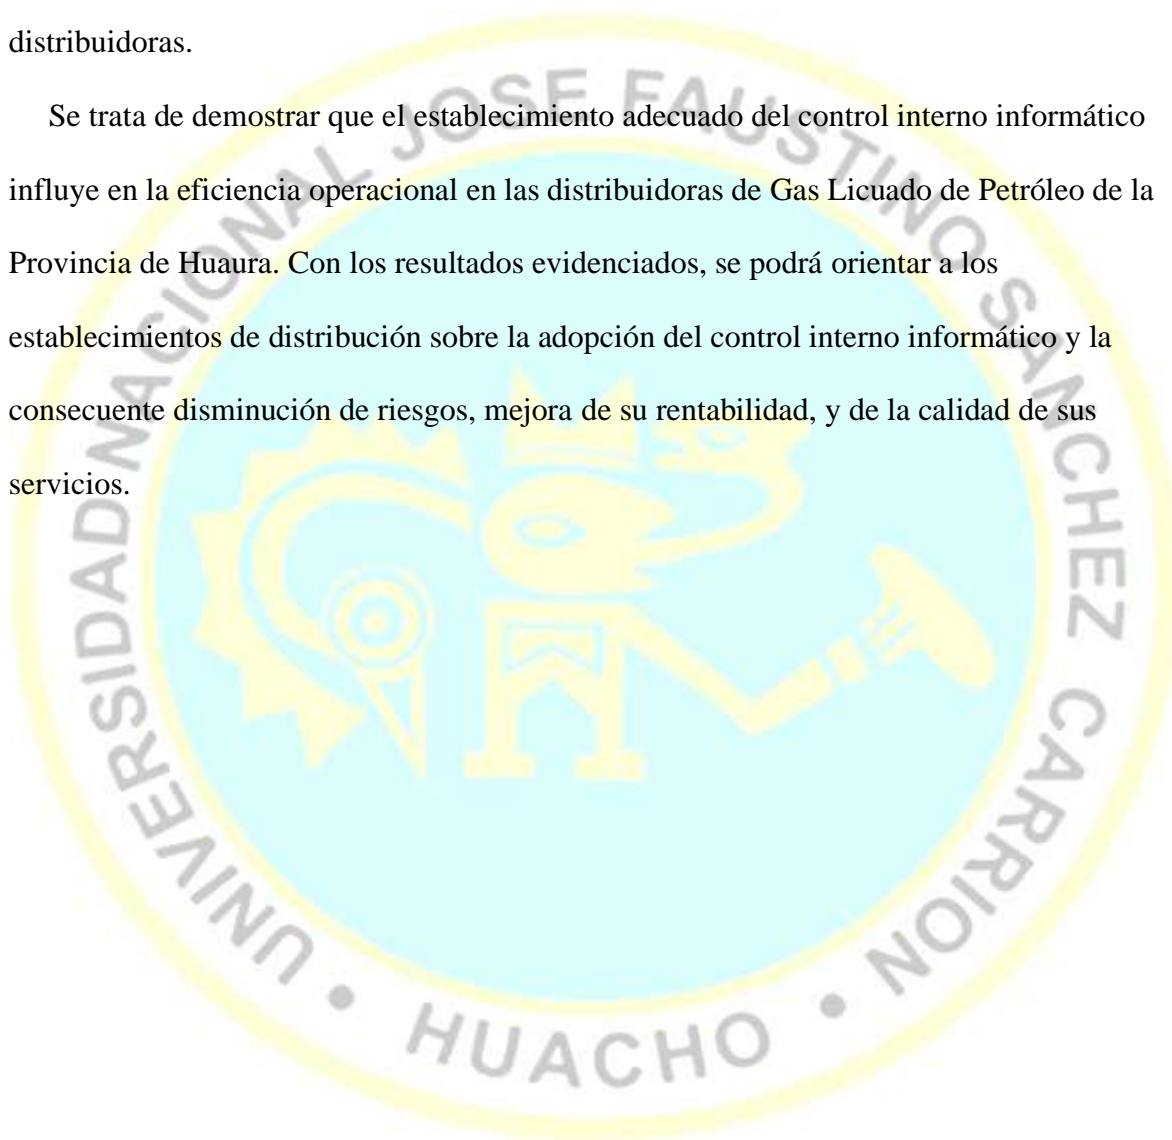 distribuidoras.
Se trata de demostrar que el establecimiento adecuado del control interno informático
influye en la eficiencia operacional en las distribuidoras de Gas Licuado de Petróleo de la
Provincia de Huaura. Con los resultados evidenciados, se podrá orientar a los
establecimientos de distribución sobre la adopción del control interno informático y la
consecuente disminución de riesgos, mejora de su rentabilidad, y de la calidad de sus
servicios.
UNIVERSIDAD NACIONAL JOSE FAUSTINO SANCHEZ CARRION
• HUACHO •